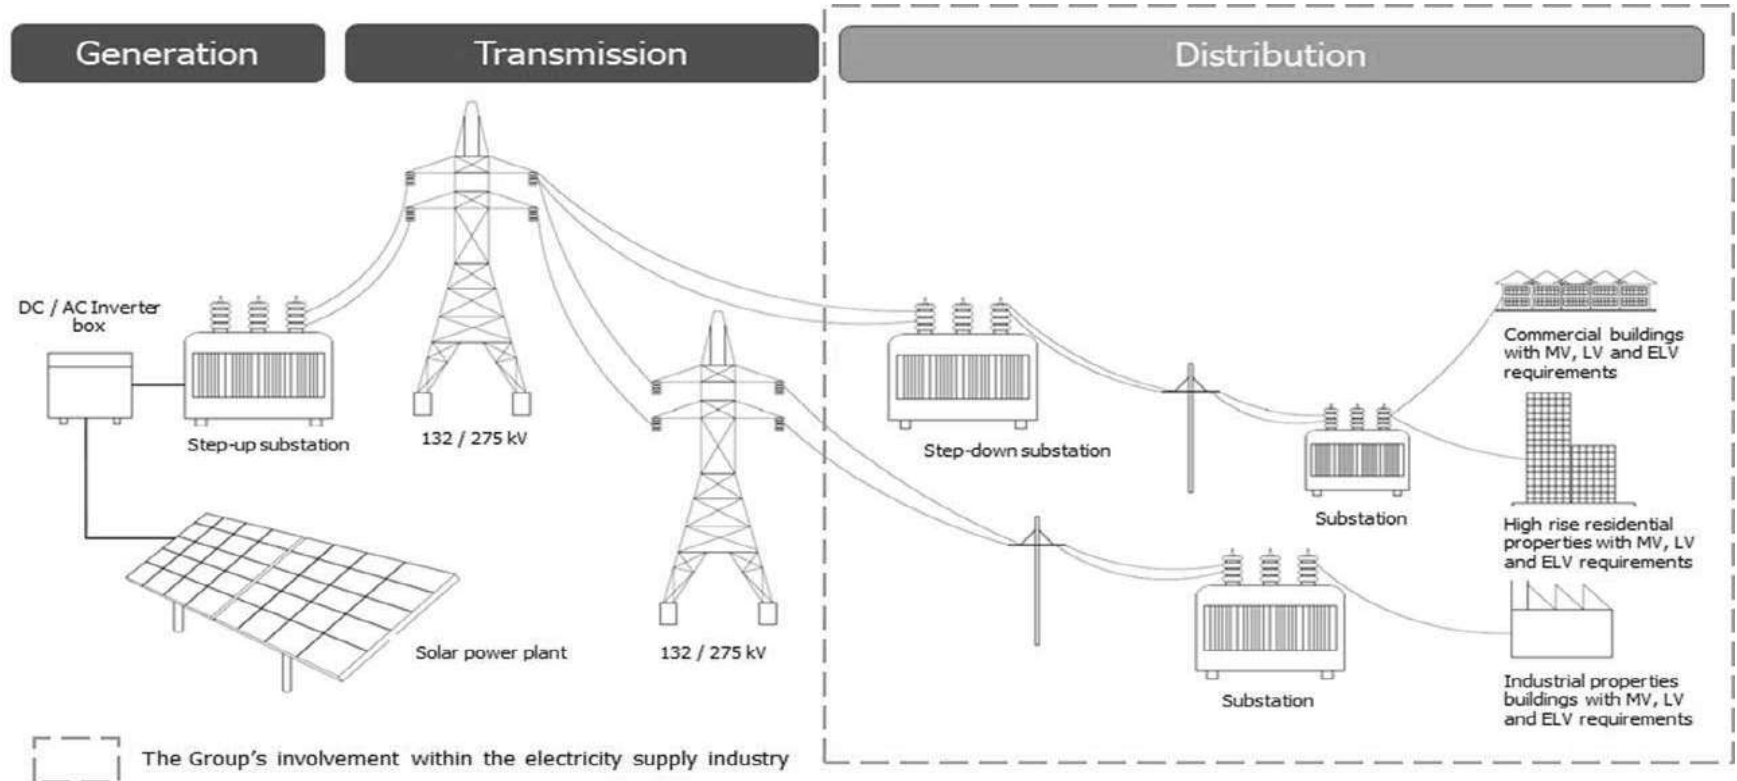 Generation
Transmission
Distribution
DC / AC Inverter
box
Step-up substation
132 / 275 kV
Solar power plant
132 / 275 kV
Step-down substation
Substation
Substation
Commercial buildings
with MV, LV and ELV
requirements
High rise residential
properties with MV, LV
and ELV requirements
Industrial properties
buildings with MV, LV
and ELV requirements
The Group's involvement within the electricity supply industry